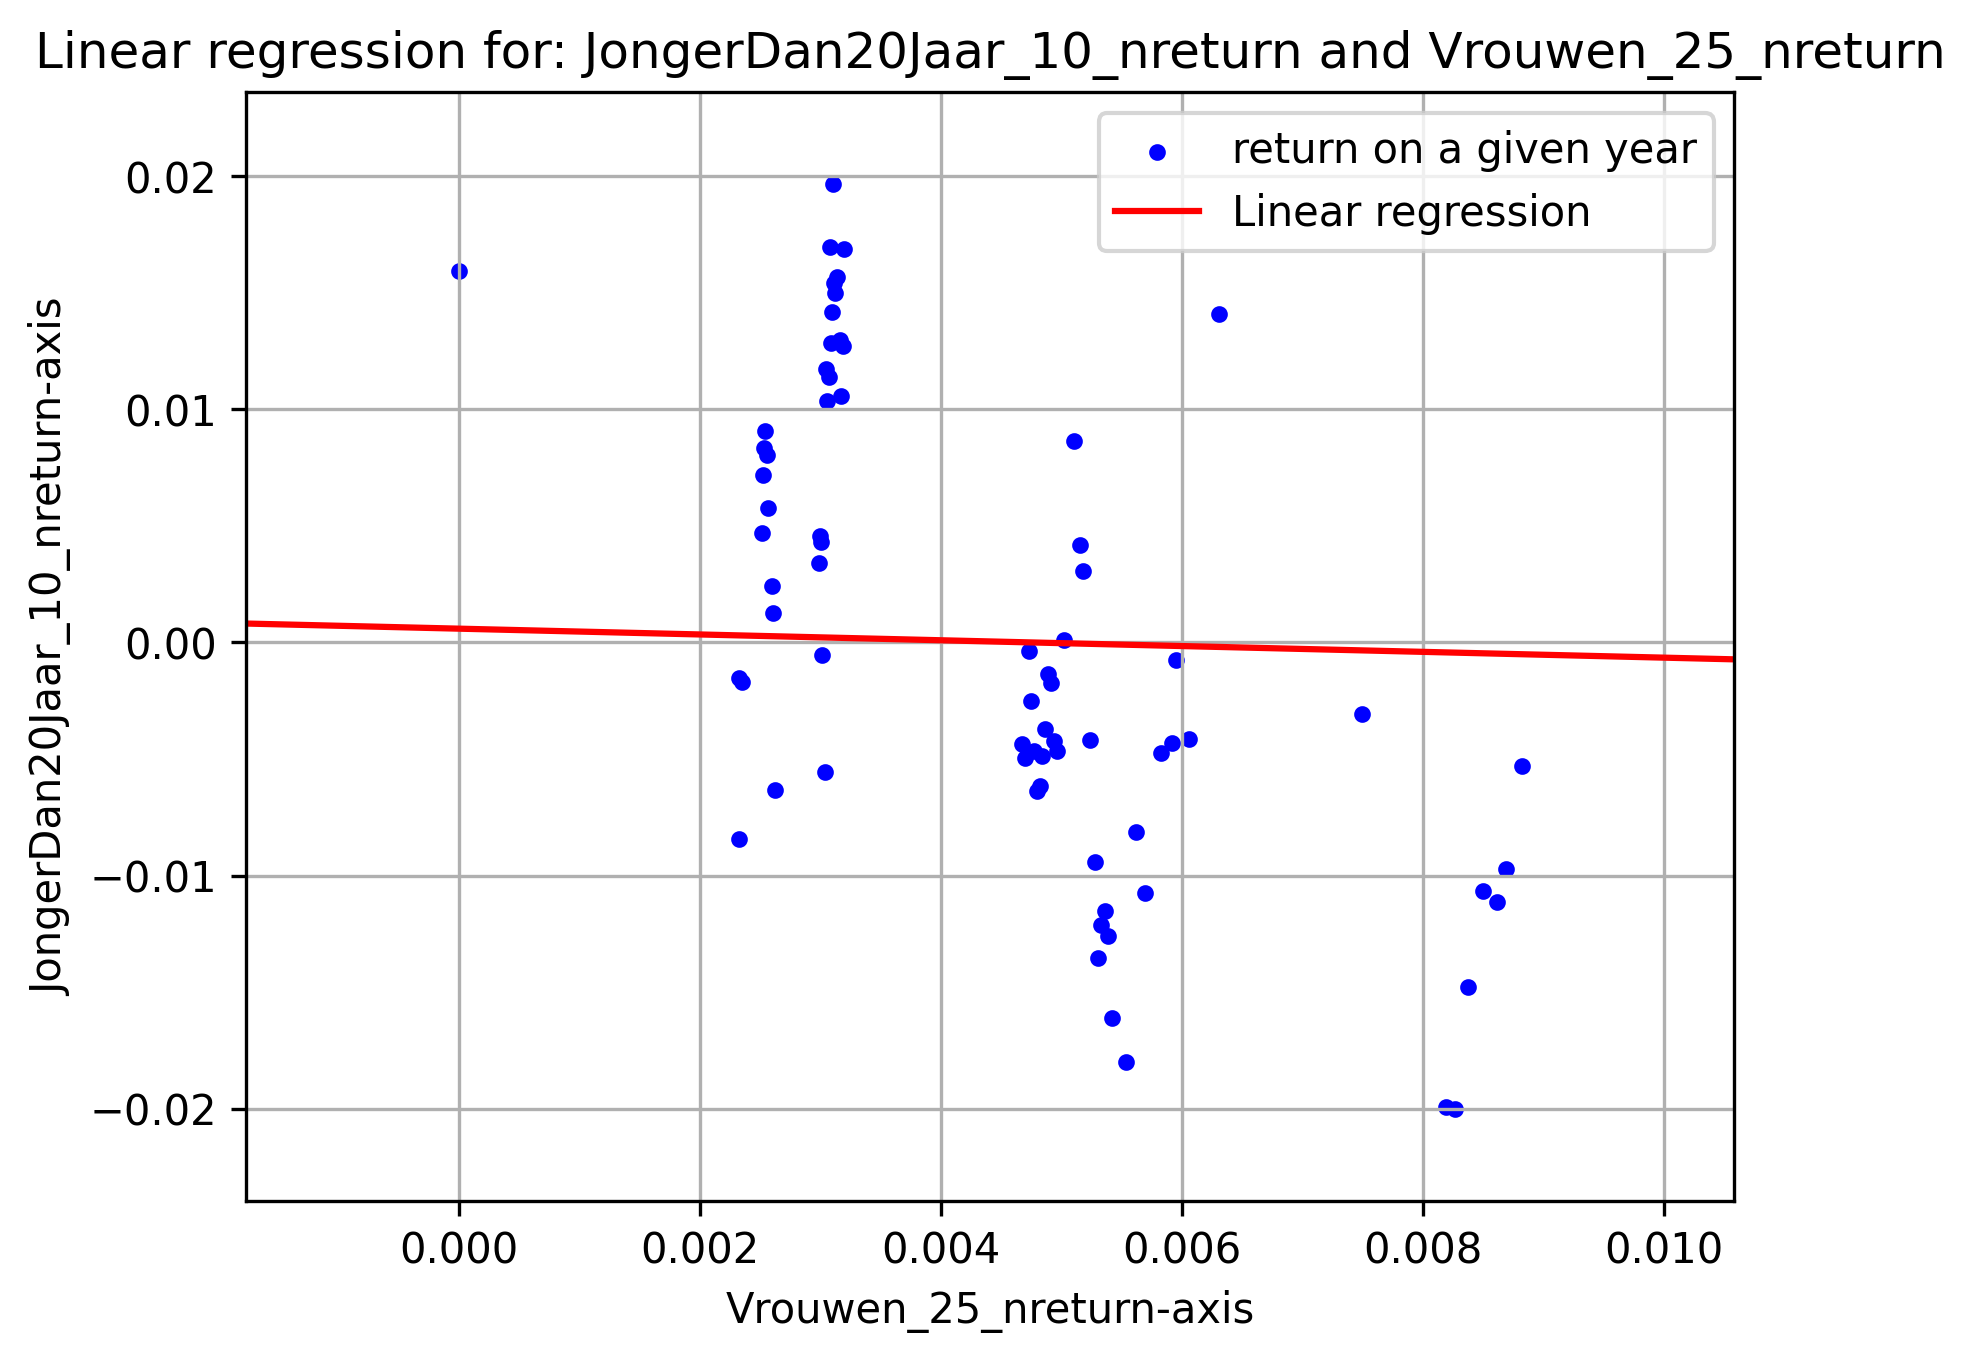 Linear regression for: JongerDan20Jaar_10_nreturn and Vrouwen_25_nreturn
return on a given year
Linear regression
JongerDan20Jaar_10_nreturn-axis
0.02
0.01
0.00
−0.01
−0.02
0.000 0.002 0.004 0.006 0.008 0.010
Vrouwen_25_nreturn-axis